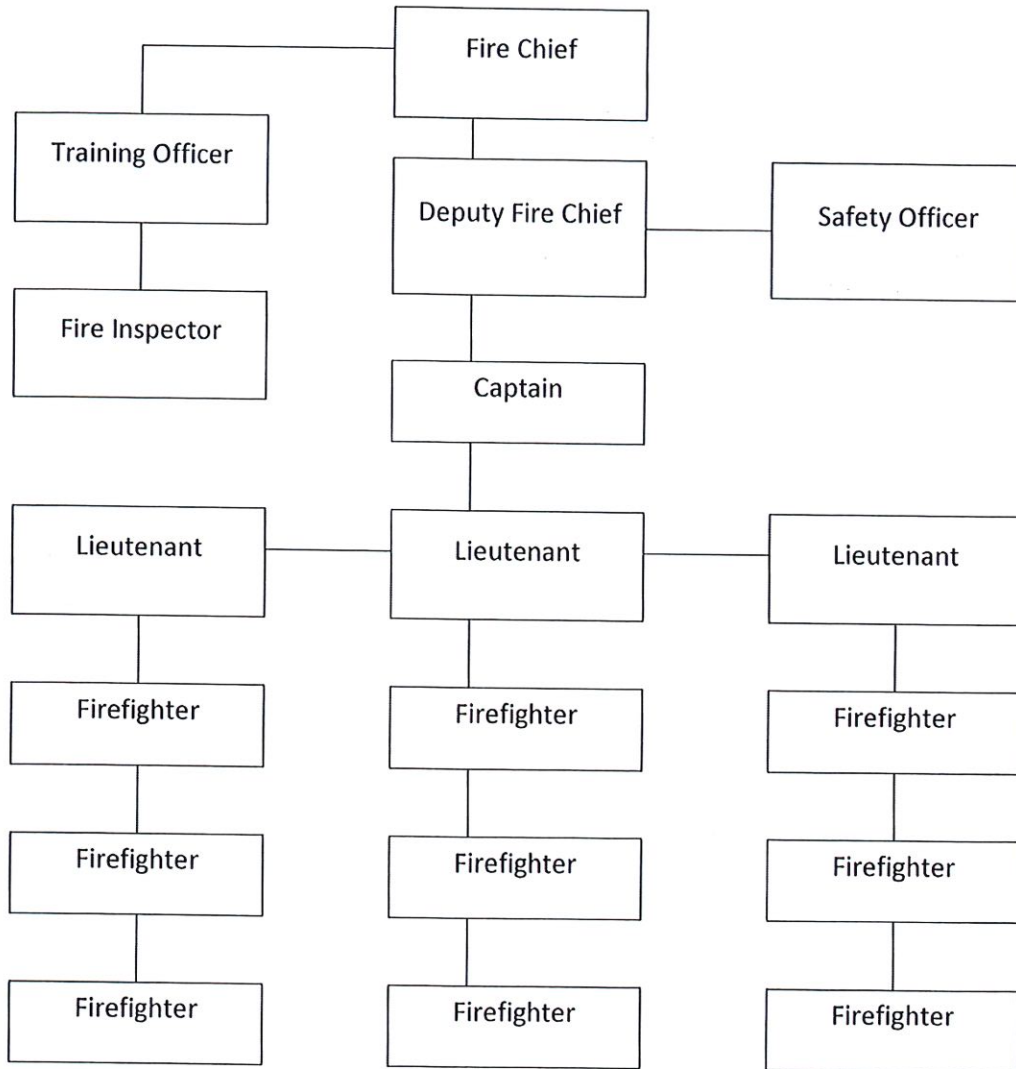 Fire Chief
Training Officer
Deputy Fire Chief
Safety Officer
Fire Inspector
Captain
Lieutenant
Lieutenant
Lieutenant
Firefighter
Firefighter
Firefighter
Firefighter
Firefighter
Firefighter
Firefighter
Firefighter
Firefighter